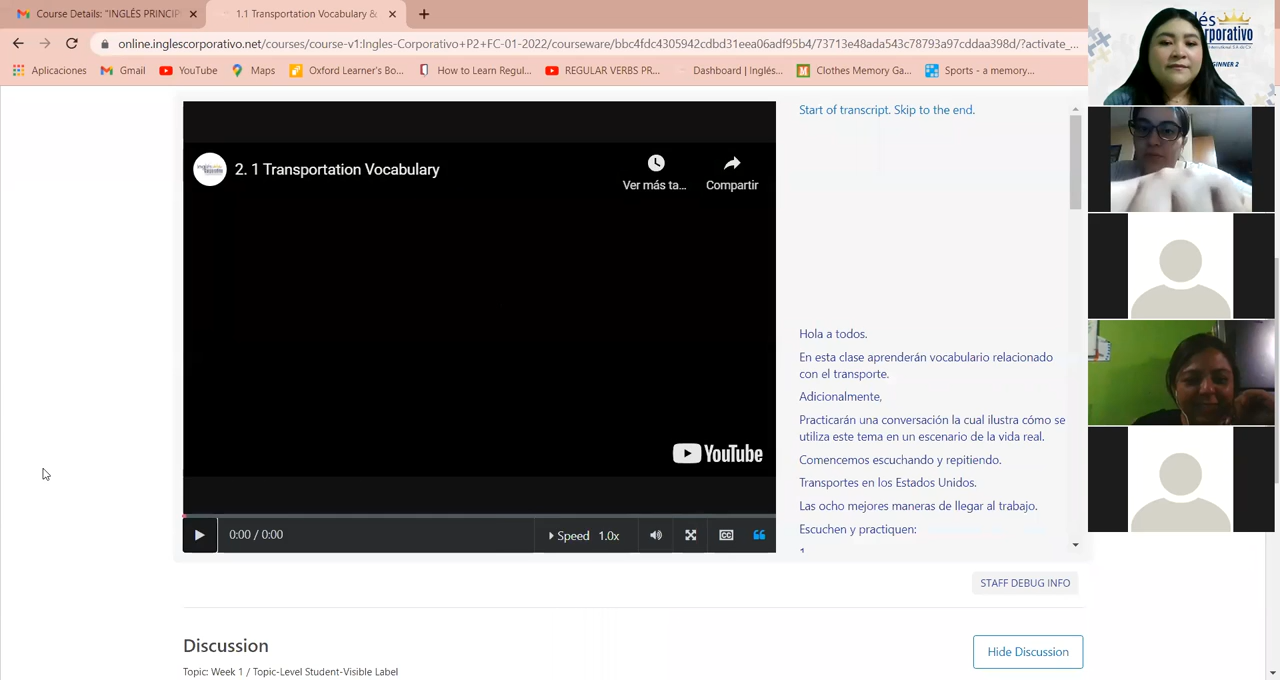 Course Details: "INGLÉS PRINCIP
1.1 Transportation Vocabulary &
online.inglescorporativo.net/courses/course-v1:Ingles-Corporativo+P2+FC-01-2022/courseware/bbc4fdc4305942cdbd31eea06adf95b4/73713e48ada543c78793a97cddaa398d/?activate_...
Aplicaciones
Gmail
YouTube
Maps
Oxford Learner's Bo...
How to Learn Regul...
REGULAR VERBS PR...
Dashboard | Inglés...
Clothes Memory Ga...
Sports - a memory...
2. 1 Transportation Vocabulary
Ver más ta...
Compartir
YouTube
0:00 / 0:00
Speed 1.0x
Start of transcript. Skip to the end.
Hola a todos.
En esta clase aprenderán vocabulario relacionado
con el transporte.
Adicionalmente,
Practicarán una conversación la cual ilustra cómo se
utiliza este tema en un escenario de la vida real.
Comencemos escuchando y repitiendo.
Transportes en los Estados Unidos.
Las ocho mejores maneras de llegar al trabajo.
Escuchen y practiquen:
STAFF DEBUG INFO
Discussion
Topic: Week 1 / Topic-Level Student-Visible Label
Hide Discussion